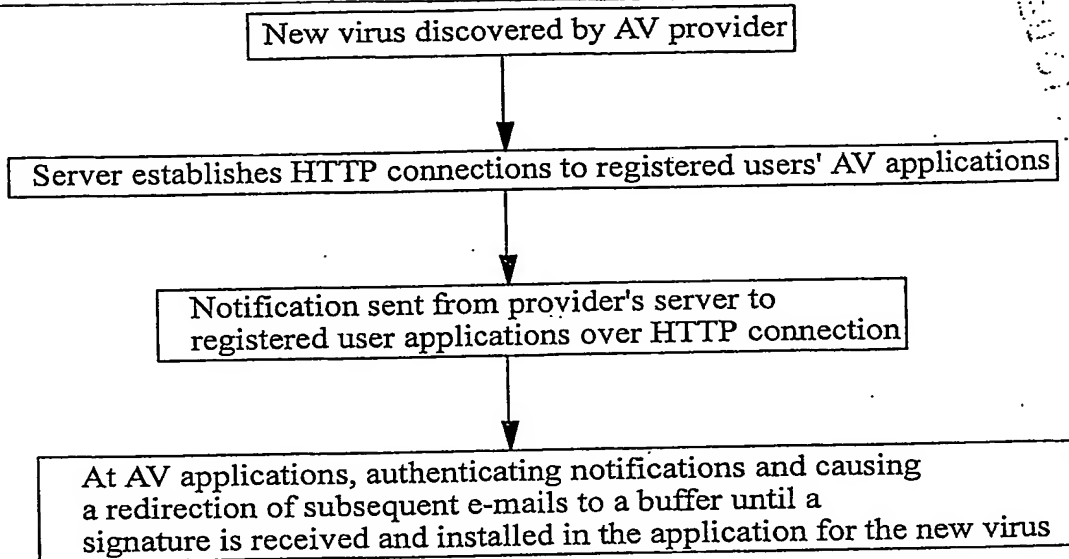 New virus discovered by AV provider
Server establishes HTTP connections to registered users' AV applications
Notification sent from provider's server to
registered user applications over HTTP connection
At AV applications, authenticating notifications and causing
a redirection of subsequent e-mails to a buffer until a
signature is received and installed in the application for the new virus